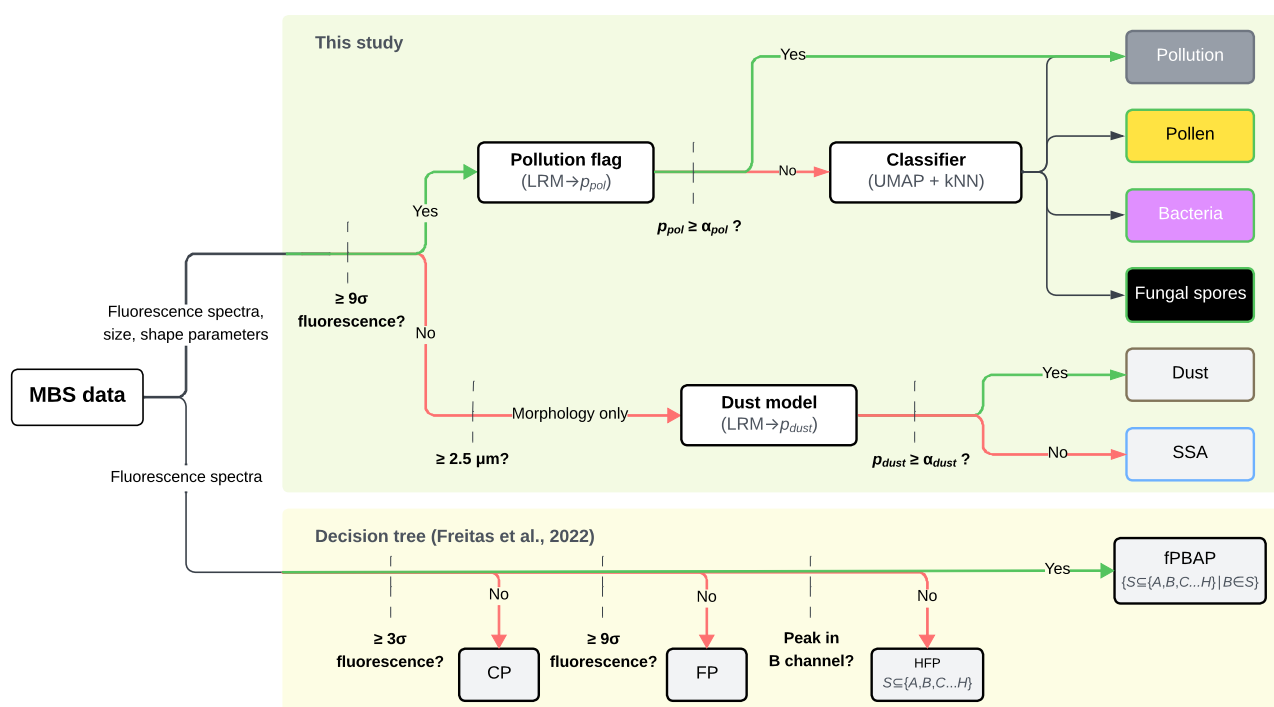 This study
Yes
Pollution
Pollen
Pollution flag
(LRM→p_pol)
No
Classifier
(UMAP + kNN)
Yes
p_pol ≥ α_pol ?
Bacteria
≥ 9σ
fluorescence?
Fungal spores
Fluorescence spectra,
size, shape parameters
No
MBS data
Morphology only
≥ 2.5 μm?
Dust model
(LRM→p_dust)
p_dust ≥ α_dust ?
Yes
Dust
No
SSA
Fluorescence spectra
Decision tree (Freitas et al., 2022)
≥ 3σ
fluorescence?
No
CP
≥ 9σ
fluorescence?
No
FP
Peak in
B channel?
No
HFP
S⊆{A,B,C...H}
Yes
fPBAP
{S⊆{A,B,C...H}|B∈S}